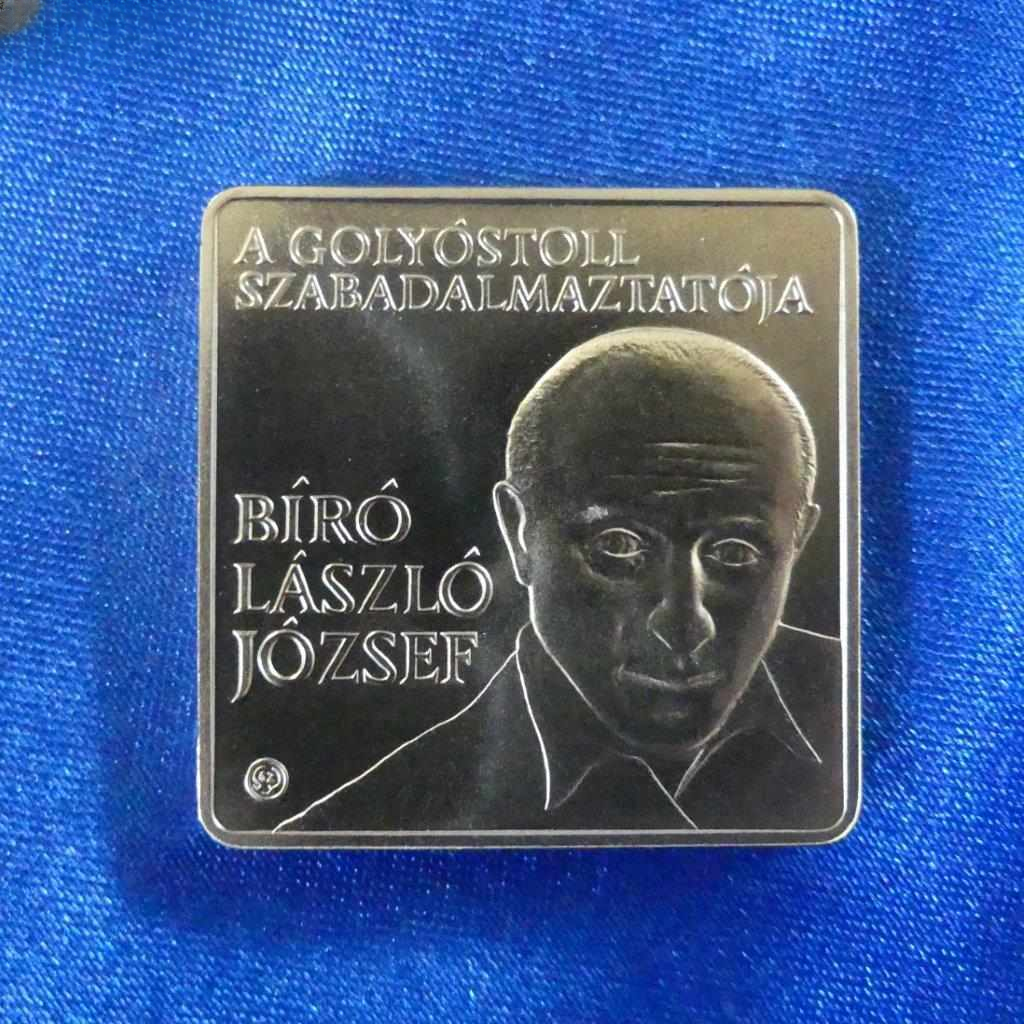 A GOLYÓSTOLL
SZABADALMAZTATÓJA
BÍRÓ
LÁSZLÓ
JÓZSEF